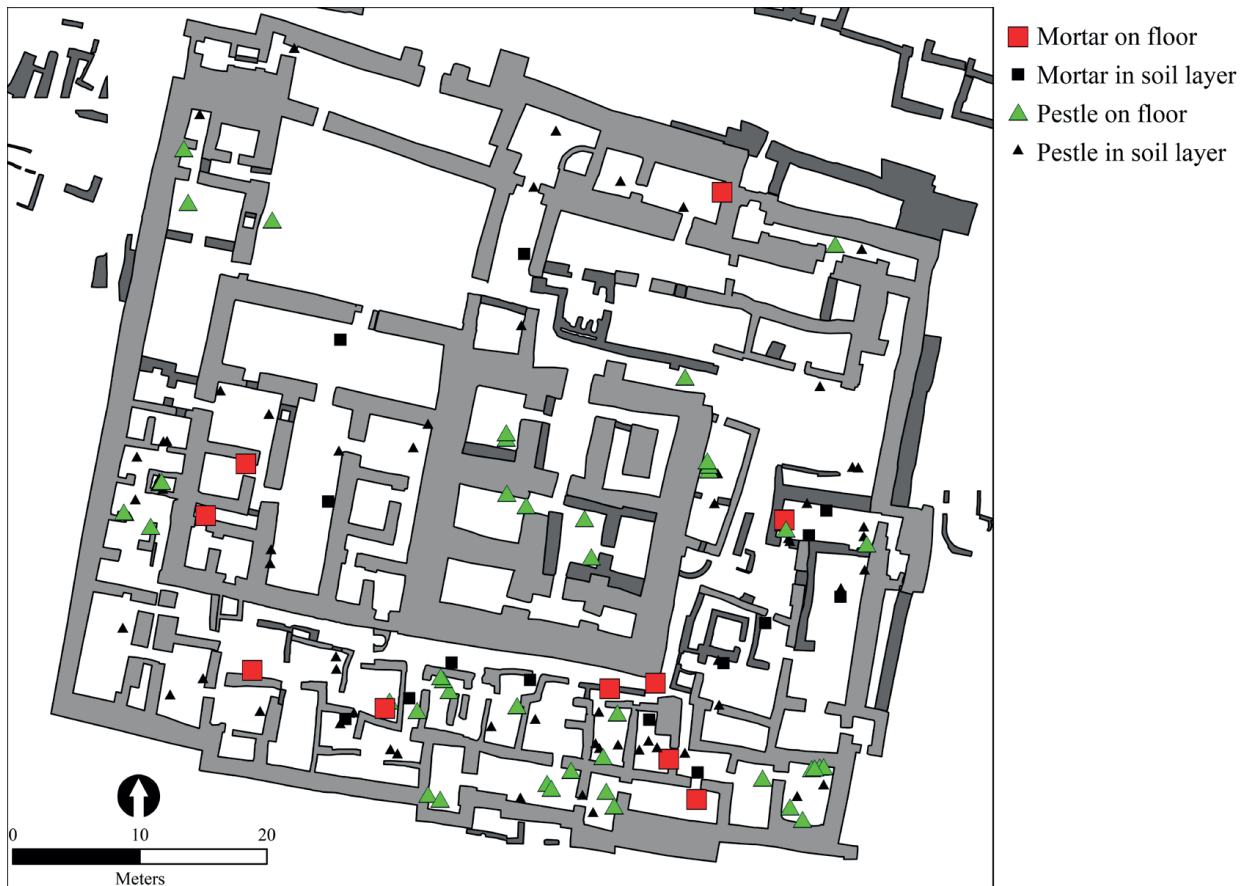 Mortar on floor
Mortar in soil layer
Pestle on floor
Pestle in soil layer
0 10 20
Meters